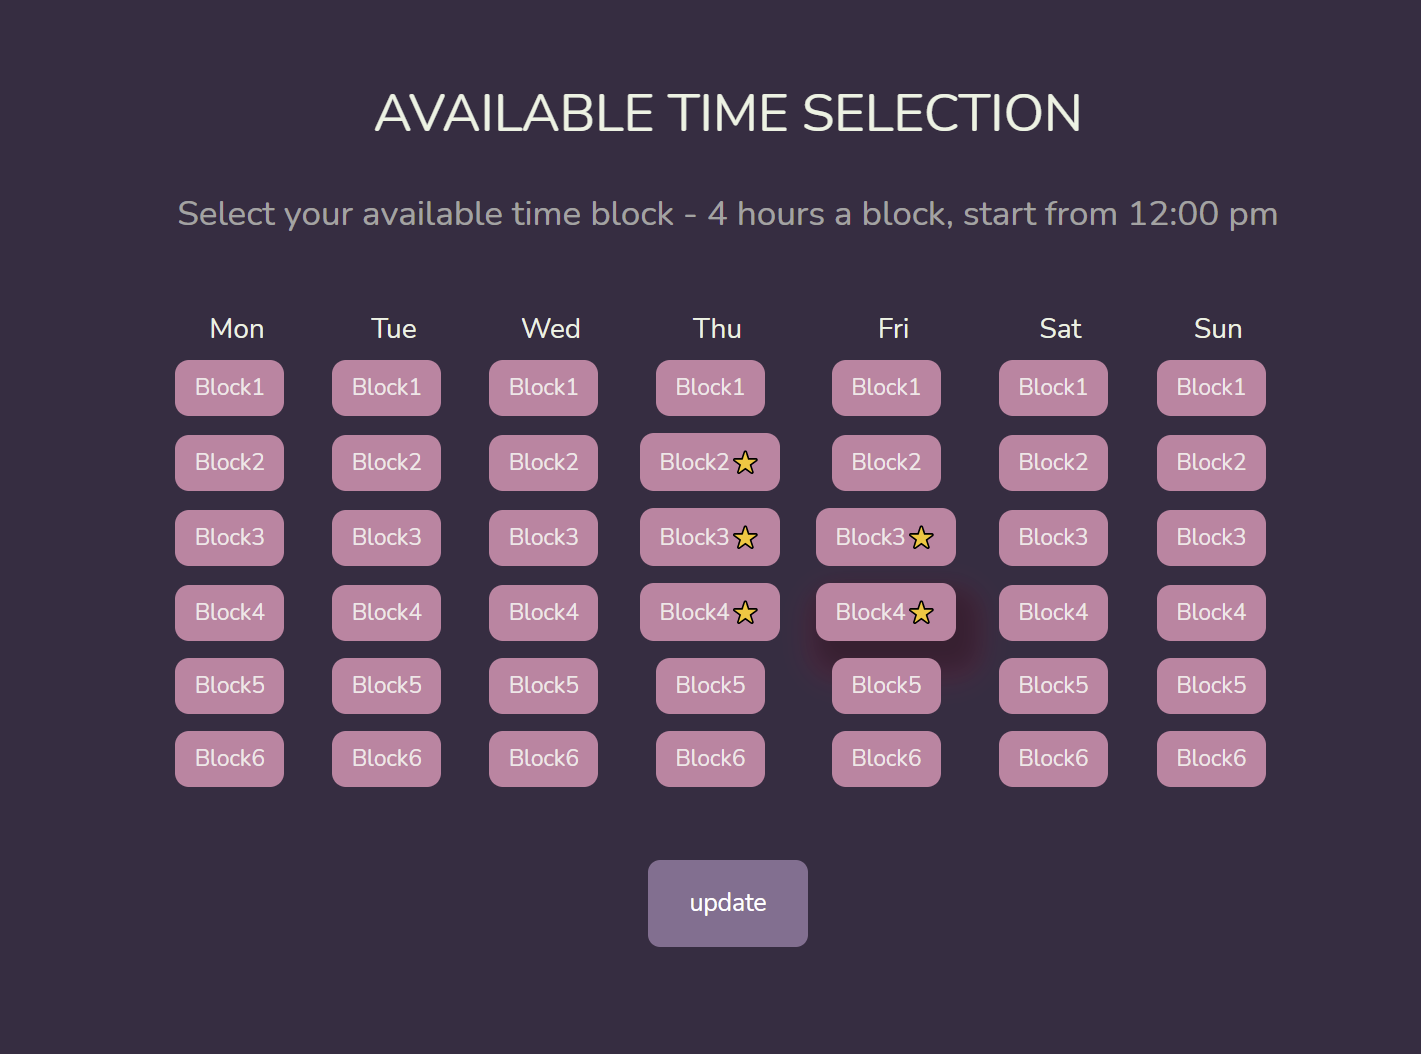 AVAILABLE TIME SELECTION
Select your available time block - 4 hours a block, start from 12:00 pm
Mon Tue Wed Thu Fri Sat Sun
Block1 Block1 Block1 Block1 Block1 Block1 Block1
Block2 Block2 Block2 Block2 Block2 Block2 Block2
Block3 Block3 Block3 Block3 Block3 Block3 Block3
Block4 Block4 Block4 Block4 Block4 Block4 Block4
Block5 Block5 Block5 Block5 Block5 Block5 Block5
Block6 Block6 Block6 Block6 Block6 Block6 Block6
update